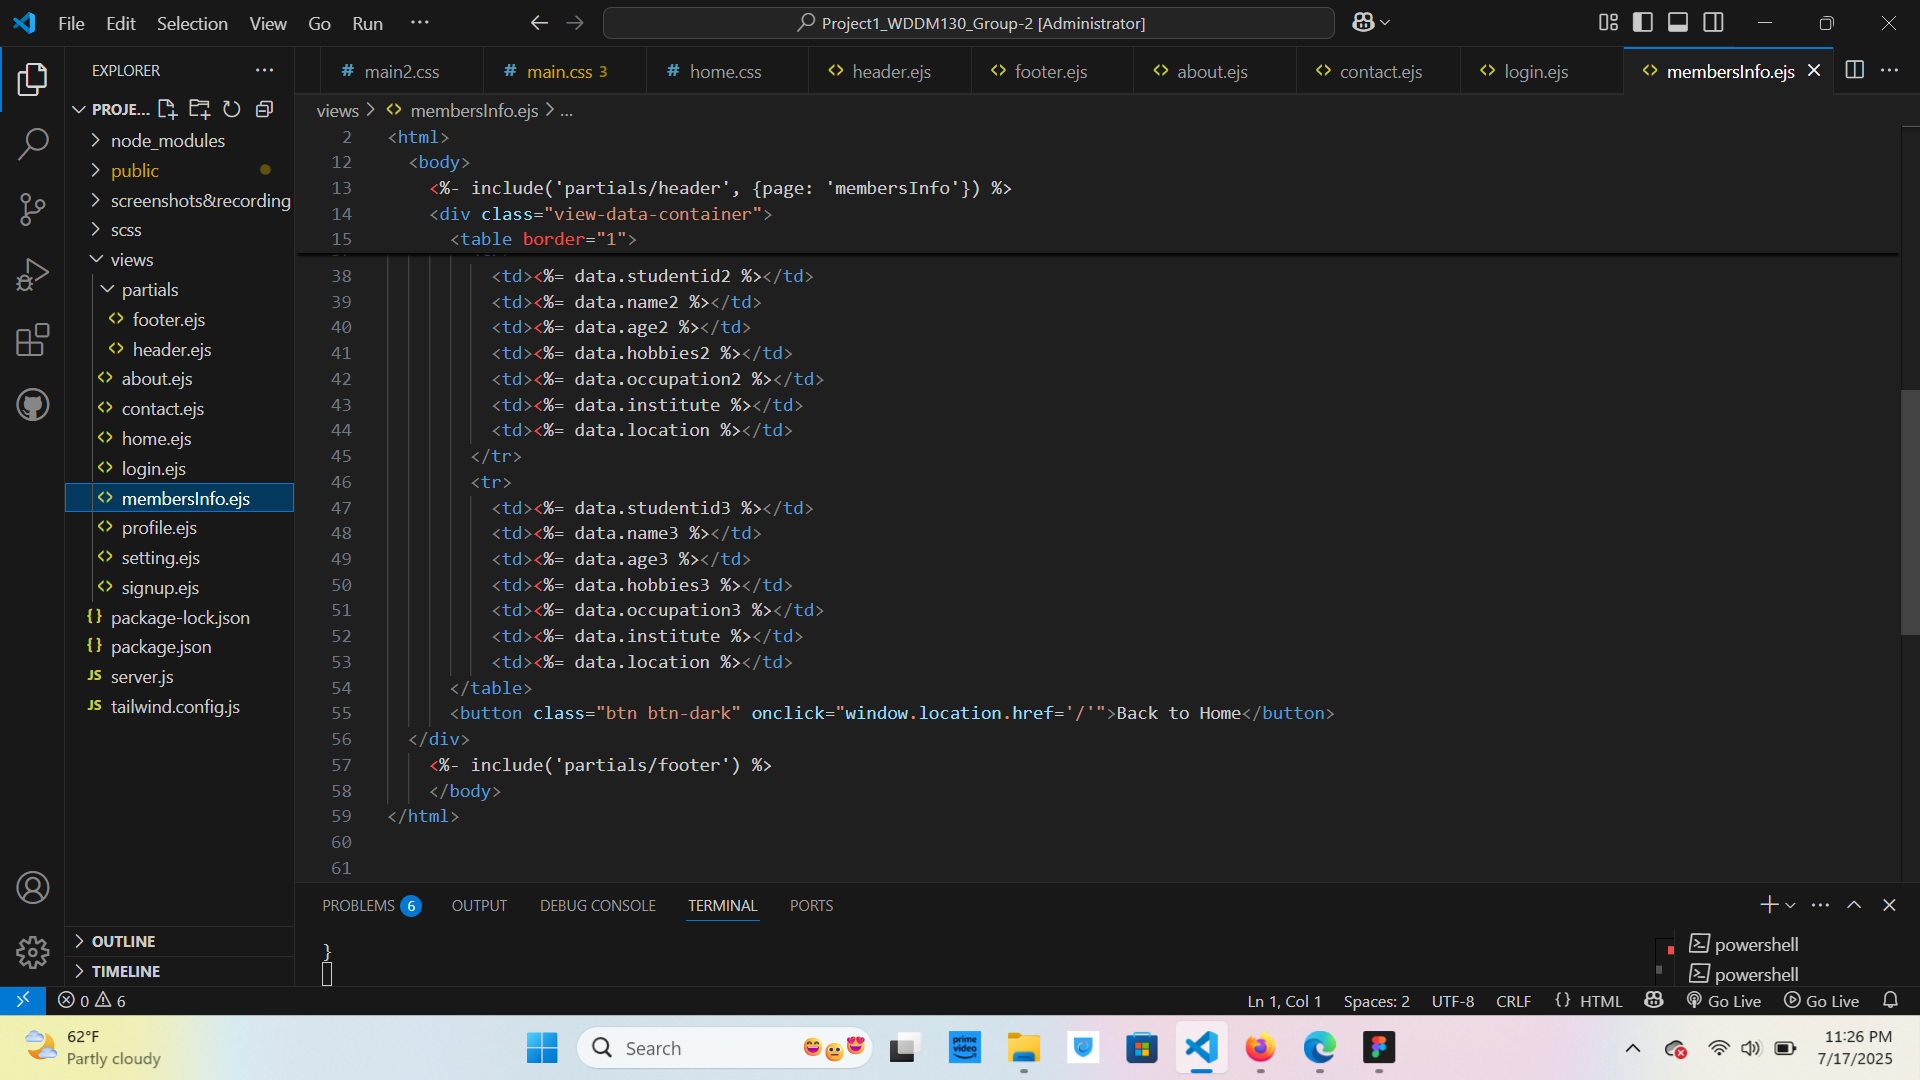 File Edit Selection View Go Run ···
Project1_WDDM130_Group-2 [Administrator]
EXPLORER
# main2.css
# main.css 3
# home.css
<> header.ejs
<> footer.ejs
<> about.ejs
<> contact.ejs
<> login.ejs
<> membersInfo.ejs
PROJE...
node_modules
public
screenshots&recording
scss
views
partials
<> footer.ejs
<> header.ejs
<> about.ejs
<> contact.ejs
<> home.ejs
<> login.ejs
<> membersInfo.ejs
<> profile.ejs
<> setting.ejs
<> signup.ejs
{} package-lock.json
{} package.json
JS server.js
JS tailwind.config.js
OUTLINE
TIMELINE
views > <> membersInfo.ejs > ...
2 <html>
12 <body>
13 <%- include('partials/header', {page: 'membersInfo'}) %>
14 <div class="view-data-container">
15 <table border="1">
38 <td><%= data.studentid2 %></td>
39 <td><%= data.name2 %></td>
40 <td><%= data.age2 %></td>
41 <td><%= data.hobbies2 %></td>
42 <td><%= data.occupation2 %></td>
43 <td><%= data.institute %></td>
44 <td><%= data.location %></td>
45 </tr>
46 <tr>
47 <td><%= data.studentid3 %></td>
48 <td><%= data.name3 %></td>
49 <td><%= data.age3 %></td>
50 <td><%= data.hobbies3 %></td>
51 <td><%= data.occupation3 %></td>
52 <td><%= data.institute %></td>
53 <td><%= data.location %></td>
54 </table>
55 <button class="btn btn-dark" onclick="window.location.href='/'">Back to Home</button>
56 </div>
57 <%- include('partials/footer') %>
58 </body>
59 </html>
60
61
PROBLEMS 6 OUTPUT DEBUG CONSOLE TERMINAL PORTS
}
powershell
powershell
0 6
Ln 1, Col 1 Spaces: 2 UTF-8 CRLF {} HTML Go Live Go Live
62°F
Partly cloudy
Search
prime video
11:26 PM
7/17/2025